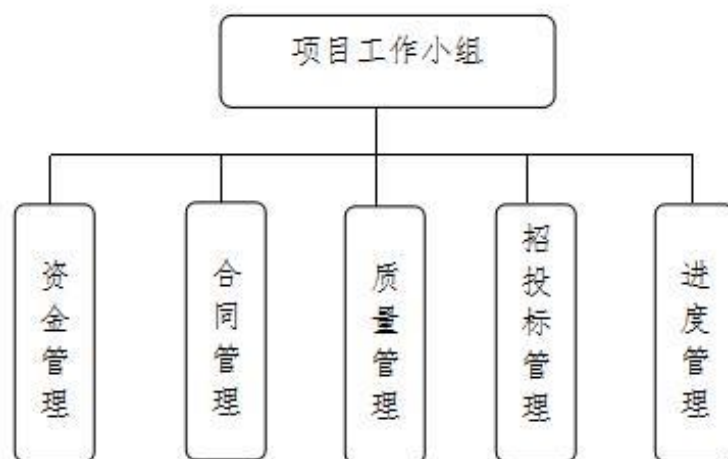 项目工作小组
资金管理
合同管理
质量管理
招投标管理
进度管理